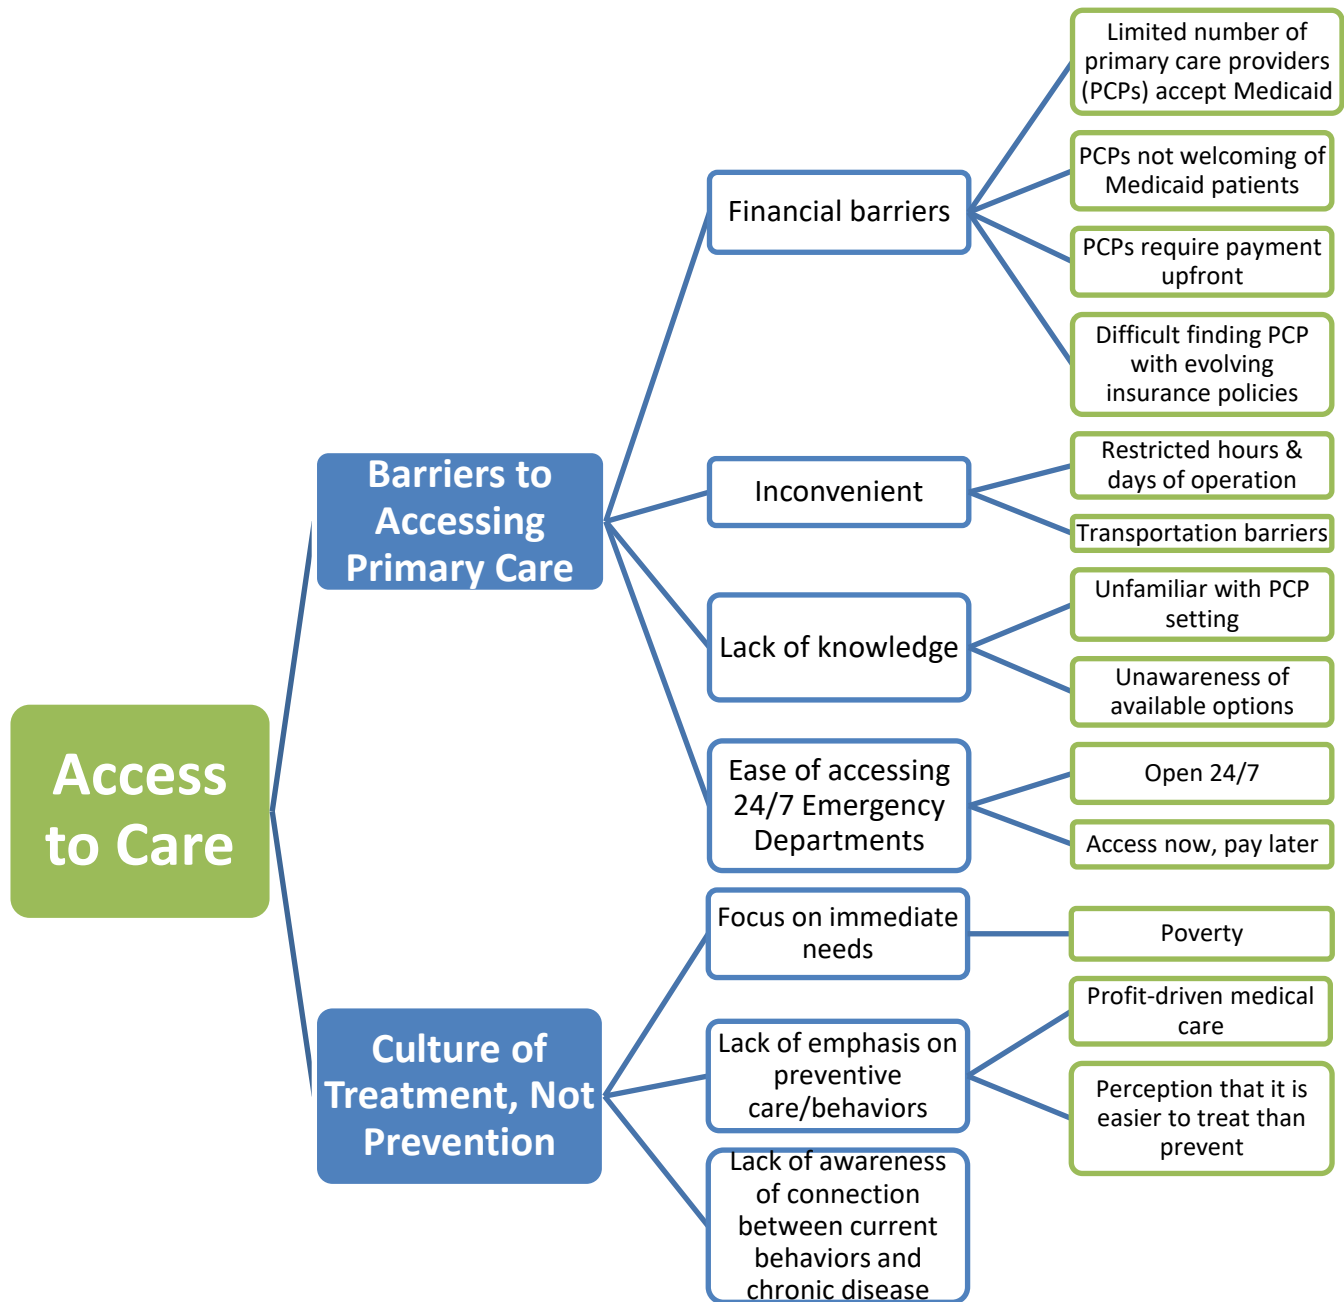 Access
to Care
Barriers to
Accessing
Primary Care
Financial barriers
Limited number of
primary care providers
(PCPs) accept Medicaid
PCPs not welcoming of
Medicaid patients
PCPs require payment
upfront
Difficult finding PCP
with evolving
insurance policies
Inconvenient
Restricted hours &
days of operation
Transportation barriers
Lack of knowledge
Unfamiliar with PCP
setting
Unawareness of
available options
Ease of accessing
24/7 Emergency
Departments
Open 24/7
Access now, pay later
Culture of
Treatment, Not
Prevention
Focus on immediate
needs
Poverty
Lack of emphasis on
preventive
care/behaviors
Profit-driven medical
care
Perception that it is
easier to treat than
prevent
Lack of awareness
of connection
between current
behaviors and
chronic disease